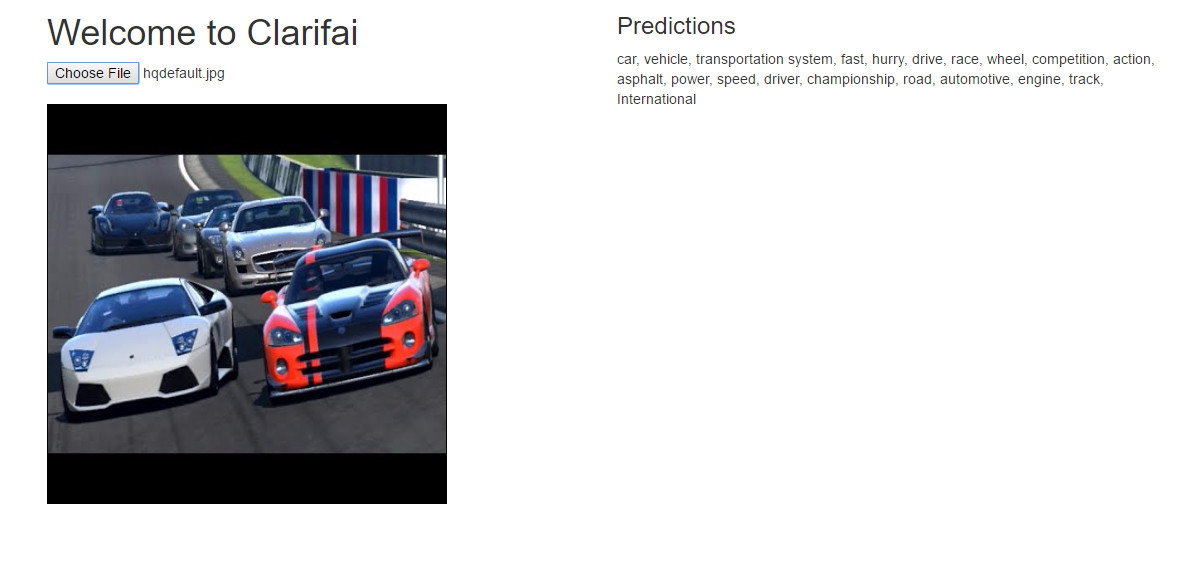 Welcome to Clarifai
Choose File hqdefault.jpg
Predictions
car, vehicle, transportation system, fast, hurry, drive, race, wheel, competition, action,
asphalt, power, speed, driver, championship, road, automotive, engine, track,
International